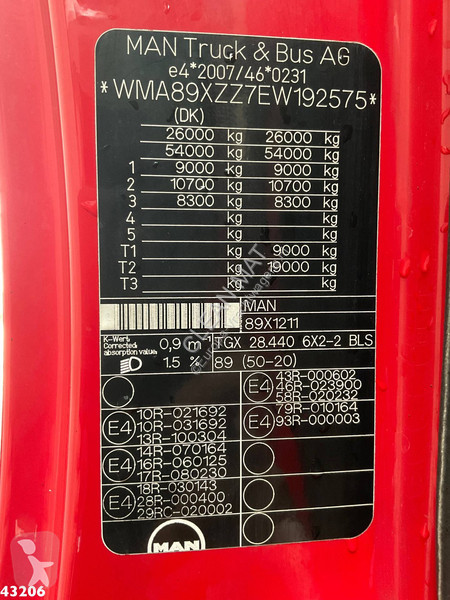 MAN Truck & Bus AG
e4*2007/46*0231
*WMA89XZZ7EW192575*
(DK)
26000 kg 26000 kg
54000 kg 54000 kg
1 9000 kg 9000 kg
2 10700 kg 10700 kg
3 8300 kg 8300 kg
4 kg kg
5 kg kg
T1 kg 9000 kg
T2 kg 19000 kg
T3 kg kg
MAN
89X1211
K-Wert, Corrected absorption value, 0,9 m⁻¹ TGX 28.440 6X2-2 BLS
1.5 % 89 (50-20)
E4 43R-000602
46R-023900
58R-020232
E4 10R-021692
10R-031692
13R-100304
E4 79R-010164
93R-000003
E4 14R-070164
16R-060125
17R-080230
E4 18R-030143
28R-000400
29RC-020002
MAN
43206